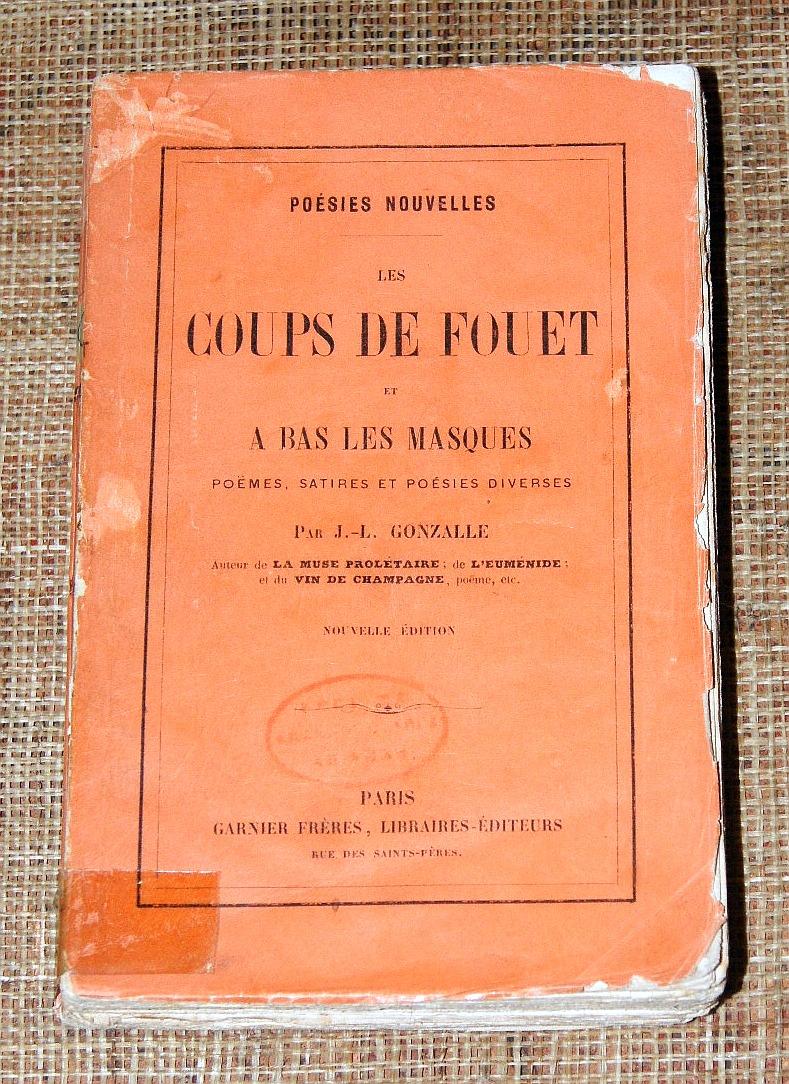 POÉSIES NOUVELLES
LES
COUPS DE FOUET
ET
A BAS LES MASQUES
POËMES, SATIRES ET POÉSIES DIVERSES
PAR J.-L. GONZALLE
Auteur de LA MUSE PROLÉTAIRE; de L'EUMÉNIDE;
et du VIN DE CHAMPAGNE, poëme, etc.
NOUVELLE ÉDITION
PARIS
GARNIER FRÈRES, LIBRAIRES-ÉDITEURS
RUE DES SAINTS-PÈRES.